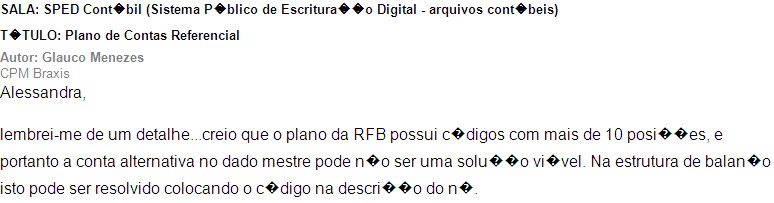 SALA: SPED Cont�bil (Sistema P�blico de Escritura��o Digital - arquivos cont�beis)
T�TULO: Plano de Contas Referencial
Autor: Glauco Menezes
CPM Braxis
Alessandra,
lembrei-me de um detalhe...creio que o plano da RFB possui c�digos com mais de 10 posi��es, e
portanto a conta alternativa no dado mestre pode n�o ser uma solu��o vi�vel. Na estrutura de balan�o
isto pode ser resolvido colocando o c�digo na descri��o do n�.